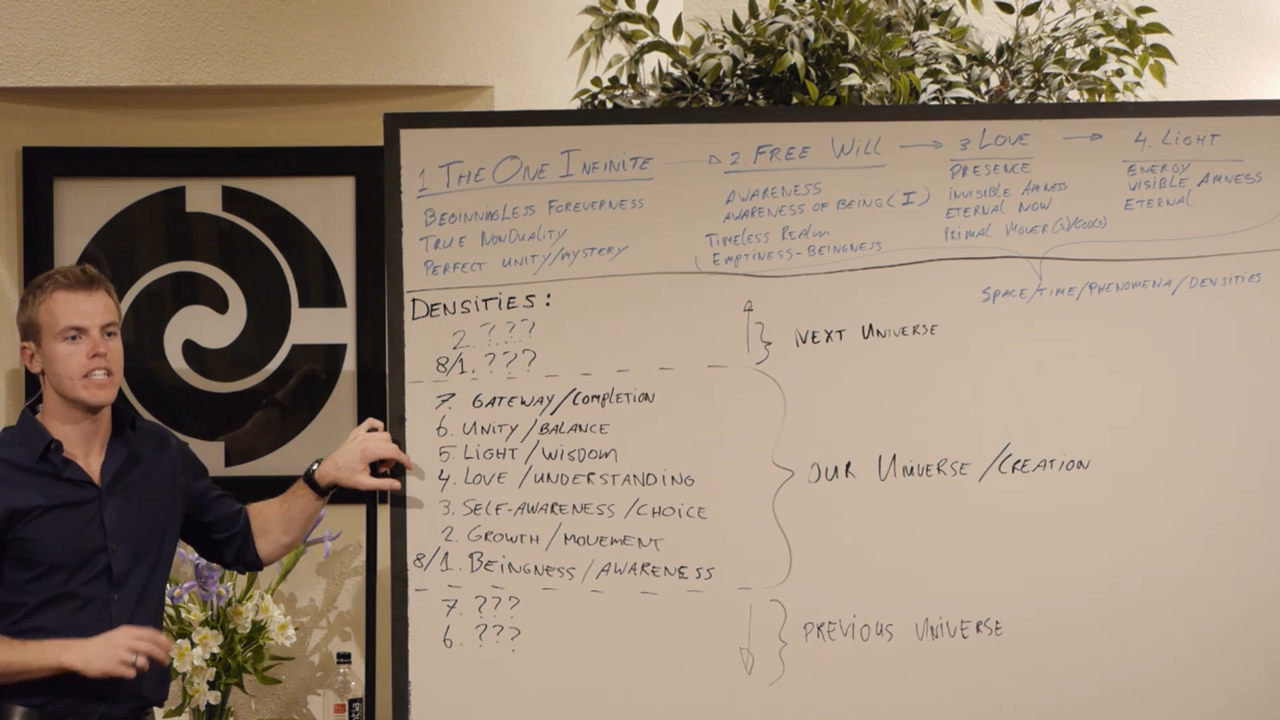 1 THE ONE INFINITE
BEGINNINGLESS FOREVERNESS
TRUE NONDUALITY
PERFECT UNITY/MYSTERY
2. FREE WILL
AWARENESS
AWARENESS OF BEING (I)
TIMELESS REALM
EMPTINESS-BEINGNESS
3 LOVE
PRESENCE
INVISIBLE AMNESS
ETERNAL NOW
PRIMAL MOVER(S)/
4. LIGHT
ENERGY
VISIBLE AMNESS
ETERNAL
SPACE/TIME/PHENOMENA/DENSITIES
DENSITIES:
2. ???
8/1. ???
NEXT UNIVERSE
7. GATEWAY/COMPLETION
6. UNITY/BALANCE
5. LIGHT/WISDOM
4. LOVE/UNDERSTANDING
3. SELF-AWARENESS/CHOICE
2. GROWTH/MOVEMENT
8/1. BEINGNESS/AWARENESS
OUR UNIVERSE/CREATION
7. ???
6. ???
PREVIOUS UNIVERSE